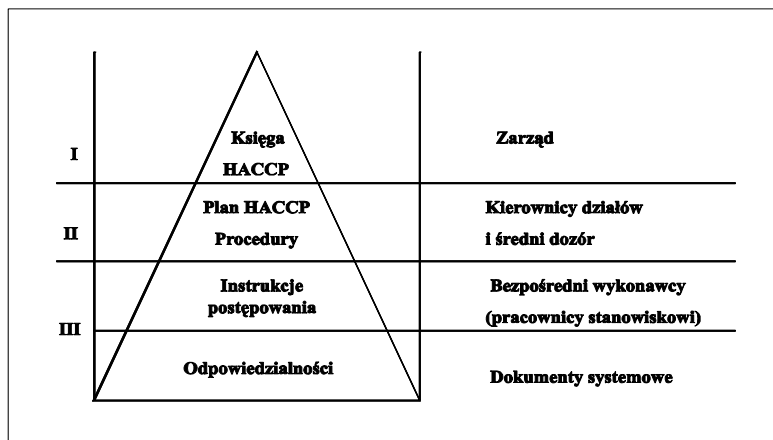 I
Księga
HACCP
Zarząd
II
Plan HACCP
Procedury
Kierownicy działów
i średni dozór
III
Instrukcje
postępowania
Bezpośredni wykonawcy
(pracownicy stanowiskowi)
Odpowiedzialności
Dokumenty systemowe